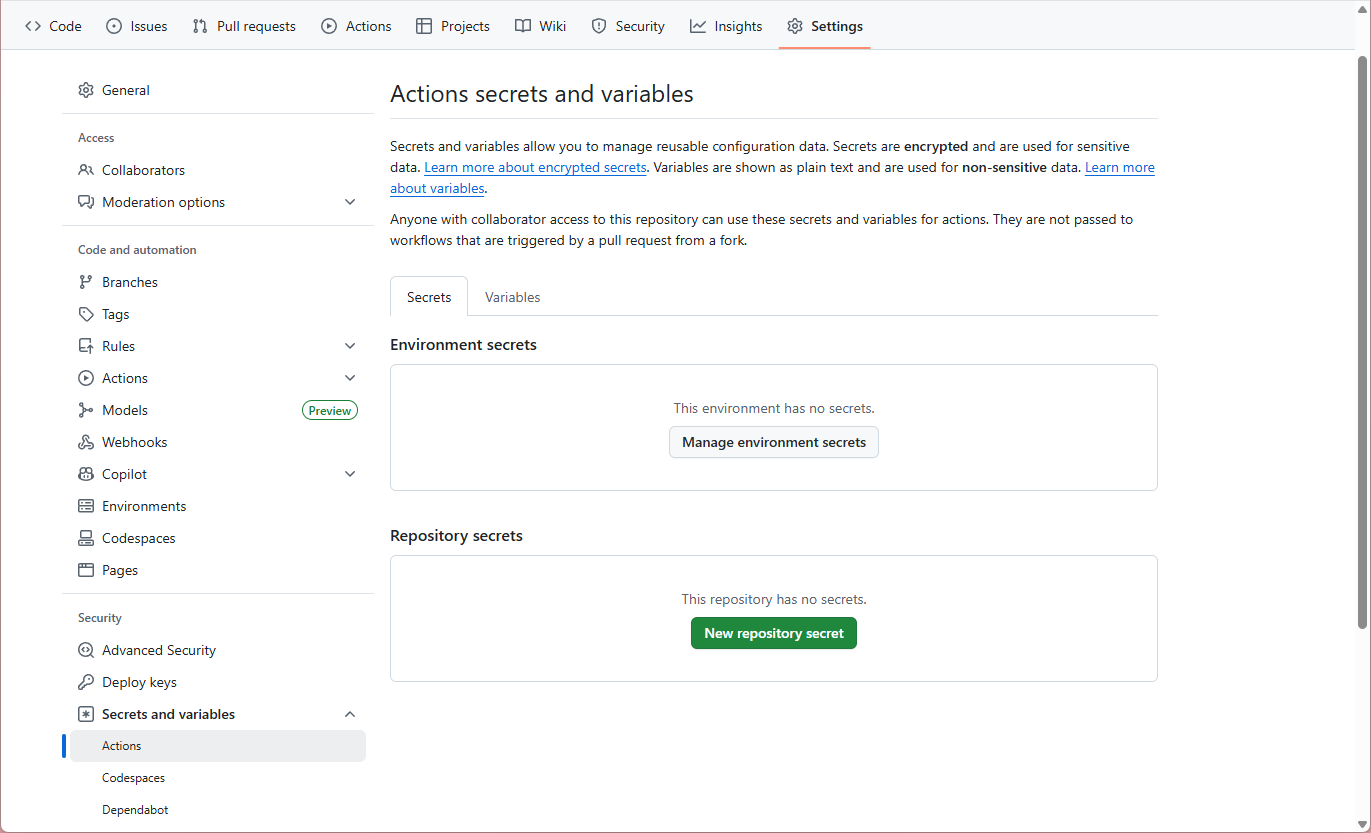 Code Issues Pull requests Actions Projects Wiki Security Insights Settings
General
Access
Collaborators
Moderation options
Code and automation
Branches
Tags
Rules
Actions
Models Preview
Webhooks
Copilot
Environments
Codespaces
Pages
Security
Advanced Security
Deploy keys
Secrets and variables
Actions
Codespaces
Dependabot
Actions secrets and variables
Secrets and variables allow you to manage reusable configuration data. Secrets are encrypted and are used for sensitive
data. Learn more about encrypted secrets. Variables are shown as plain text and are used for non-sensitive data. Learn more
about variables.
Anyone with collaborator access to this repository can use these secrets and variables for actions. They are not passed to
workflows that are triggered by a pull request from a fork.
Secrets Variables
Environment secrets
This environment has no secrets.
Manage environment secrets
Repository secrets
This repository has no secrets.
New repository secret